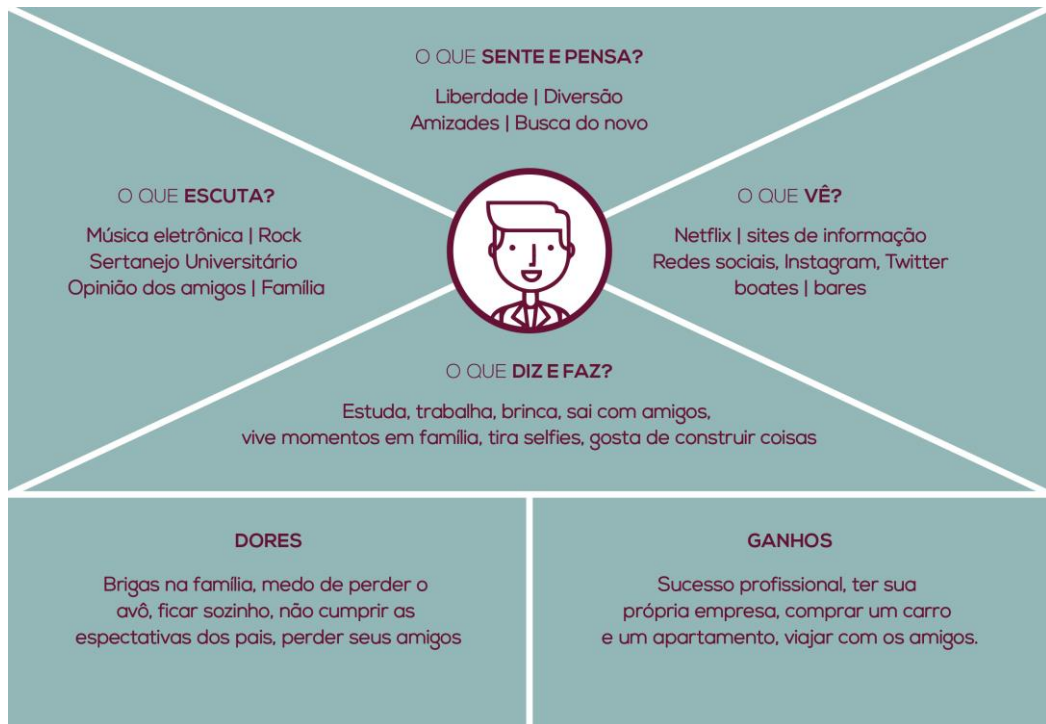 O QUE SENTE E PENSA?
Liberdade | Diversão
Amizades | Busca do novo
O QUE ESCUTA?
Música eletrônica | Rock
Sertanejo Universitário
Opinião dos amigos | Família
O QUE VÊ?
Netflix | sites de informação
Redes sociais, Instagram, Twitter
boates | bares
O QUE DIZ E FAZ?
Estuda, trabalha, brinca, sai com amigos,
vive momentos em família, tira selfies, gosta de construir coisas
DORES
Brigas na família, medo de perder o
avô, ficar sozinho, não cumprir as
espectativas dos pais, perder seus amigos
GANHOS
Sucesso profissional, ter sua
própria empresa, comprar um carro
e um apartamento, viajar com os amigos.